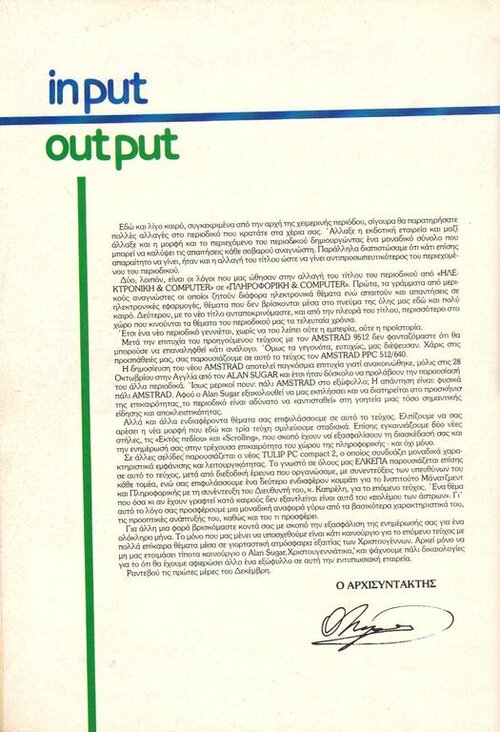 input
output
Εδώ και λίγο καιρό, συγκεκριμένα από την αρχή της χειμερινής περιόδου, σίγουρα θα παρατηρήσατε
πολλές αλλαγές στο περιοδικό που κρατάτε στα χέρια σας. Ἀλλαξε η εκδοτική εταιρεία και μαζί
άλλαξε και η μορφή και το περιεχόμενο του περιοδικού δημιουργώντας ένα μοναδικό σύνολο που
μπορεί να καλύψει τις απαιτήσεις κάθε σοβαρού αναγνώστη. Παράλληλα διαπιστώσαμε ότι κάτι επίσης
απαραίτητο να γίνει, ήταν και η αλλαγή του τίτλου ώστε να γίνει αντιπροσωπευτικότερος του περιεχομέ-
νου του περιοδικού.
Δύο, λοιπόν, είναι οι λόγοι που μας ώθησαν στην αλλαγή του τίτλου του περιοδικού από «ΗΛΕ-
ΚΤΡΟΝΙΚΗ & COMPUTER» σε «ΠΛΗΡΟΦΟΡΙΚΗ & COMPUTER». Πρώτα, τα γράμματα από μερι-
κούς αναγνώστες οι οποίοι ζητούν διάφορα ηλεκτρονικά θέματα ενώ απαιτούν και απαντήσεις σε
ηλεκτρονικές εφαρμογές, θέματα που δεν βρίσκονται μέσα στο πνεύμα της ύλης μας εδώ και πολύ
καιρό. Δεύτερον, με το νέο τίτλο ανταποκρινόμαστε, και από την πλευρά του τίτλου, περισσότερο στο
χώρο που κινούνται τα θέματα του περιοδικού μας τα τελευταία χρόνια.
Ἔτσι ένα νέο περιοδικό γεννιέται, χωρίς να του λείπει ούτε η εμπειρία, ούτε η προϊστορία.
Μετά την επιτυχία του προηγούμενου τεύχους με τον AMSTRAD 9512 δεν φανταζόμαστε ότι θα
μπορούσε να επαναληφθεί κάτι ανάλογο. Ὅμως τα γεγονότα, ευτυχώς, μας διέψευσαν. Χάρις στις
προσπάθειές μας, σας παρουσιάζουμε σε αυτό το τεύχος τον AMSTRAD PPC 512/640.
Η δημοσίευση του νέου AMSTRAD αποτελεί παγκόσμια επιτυχία γιατί ανακοινώθηκε, μόλις στις 28
Οκτωβρίου στην Αγγλία από τον ALAN SUGAR και έτσι ήταν δύσκολο να προλάβουν την παρουσίασή
του άλλα περιοδικά. Ἴσως μερικοί πουν: πάλι AMSTRAD στο εξώφυλλο; Η απάντηση είναι: φυσικά
πάλι AMSTRAD. Αφού ο Alan Sugar εξακολουθεί να μας εκπλήσσει και να διατηρείται στο προσκήνιο
της επικαιρότητας, το περιοδικό είναι αδύνατο να «αντισταθεί» στη γοητεία μιας τόσο σημαντικής
είδησης και αποκλειστικότητας.
Αλλά και άλλα ενδιαφέροντα θέματα σας επιφυλάσσουμε σε αυτό το τεύχος. Ελπίζουμε να σας
αρέσει η νέα μορφή που εδώ και τρία τεύχη σμιλεύουμε σταδιακά. Επίσης εγκαινιάζουμε δύο νέες
στήλες, τις «Εκτός πεδίου» και «Scrolling», που σκοπό έχουν να εξασφαλίσουν τη διασκέδασή σας και
την ενημέρωσή σας στην τρέχουσα επικαιρότητα του χώρου της πληροφορικής - και όχι μόνο.
Σε άλλες σελίδες παρουσιάζεται ο νέος TULIP PC compact 2, ο οποίος συνδυάζει μοναδικά χαρα-
κτηριστικά εμφάνισης και λειτουργικότητας. Το γνωστό σε όλους μας ΕΛΚΕΠΑ παρουσιάζεται επίσης
σε αυτό το τεύχος, μετά από διεξοδική έρευνα που οργανώσαμε, με συνεντεύξεις των υπευθύνων του
κάθε τομέα, ενώ σας επιφυλάσσουμε ένα δεύτερο ενδιαφέρον κομμάτι για το Ινστιτούτο Μάνατζμεντ
και Πληροφορικής με τη συνέντευξη του Διευθυντή του, κ. Καπρέλη, για το επόμενο τεύχος. Ένα θέμα
που όσα κι αν έχουν γραφτεί κατά καιρούς δεν εξαντλείται είναι αυτό του «πολέμου των άστρων». Γι᾿
αυτό το λόγο σας προσφέρουμε μια μοναδική αναφορά γύρω από τα βασικότερα χαρακτηριστικά του,
τις προοπτικές ανάπτυξής του, καθώς και του τι προσφέρει.
Για άλλη μια φορά βρισκόμαστε κοντά σας με σκοπό την εξασφάλιση της ενημέρωσής σας για ένα
ολόκληρο μήνα. Το μόνο που μας μένει να υποσχεθούμε είναι κάτι καινούργιο για το επόμενο τεύχος με
πολλά επίκαιρα θέματα μέσα σε γιορταστική ατμόσφαιρα εξαιτίας των Χριστουγέννων. Αρκεί μόνο να
μη μας ετοιμάσει τίποτα καινούργιο ο Alan Sugar, Χριστουγεννιάτικα, και ψάχνουμε πάλι δικαιολογίες
για το ότι θα έχουμε αφιερώσει άλλο ένα εξώφυλλο σε αυτή την εντυπωσιακή εταιρία.
Ραντεβού τις πρώτες μέρες του Δεκέμβρη.
Ο ΑΡΧΙΣΥΝΤΑΚΤΗΣ